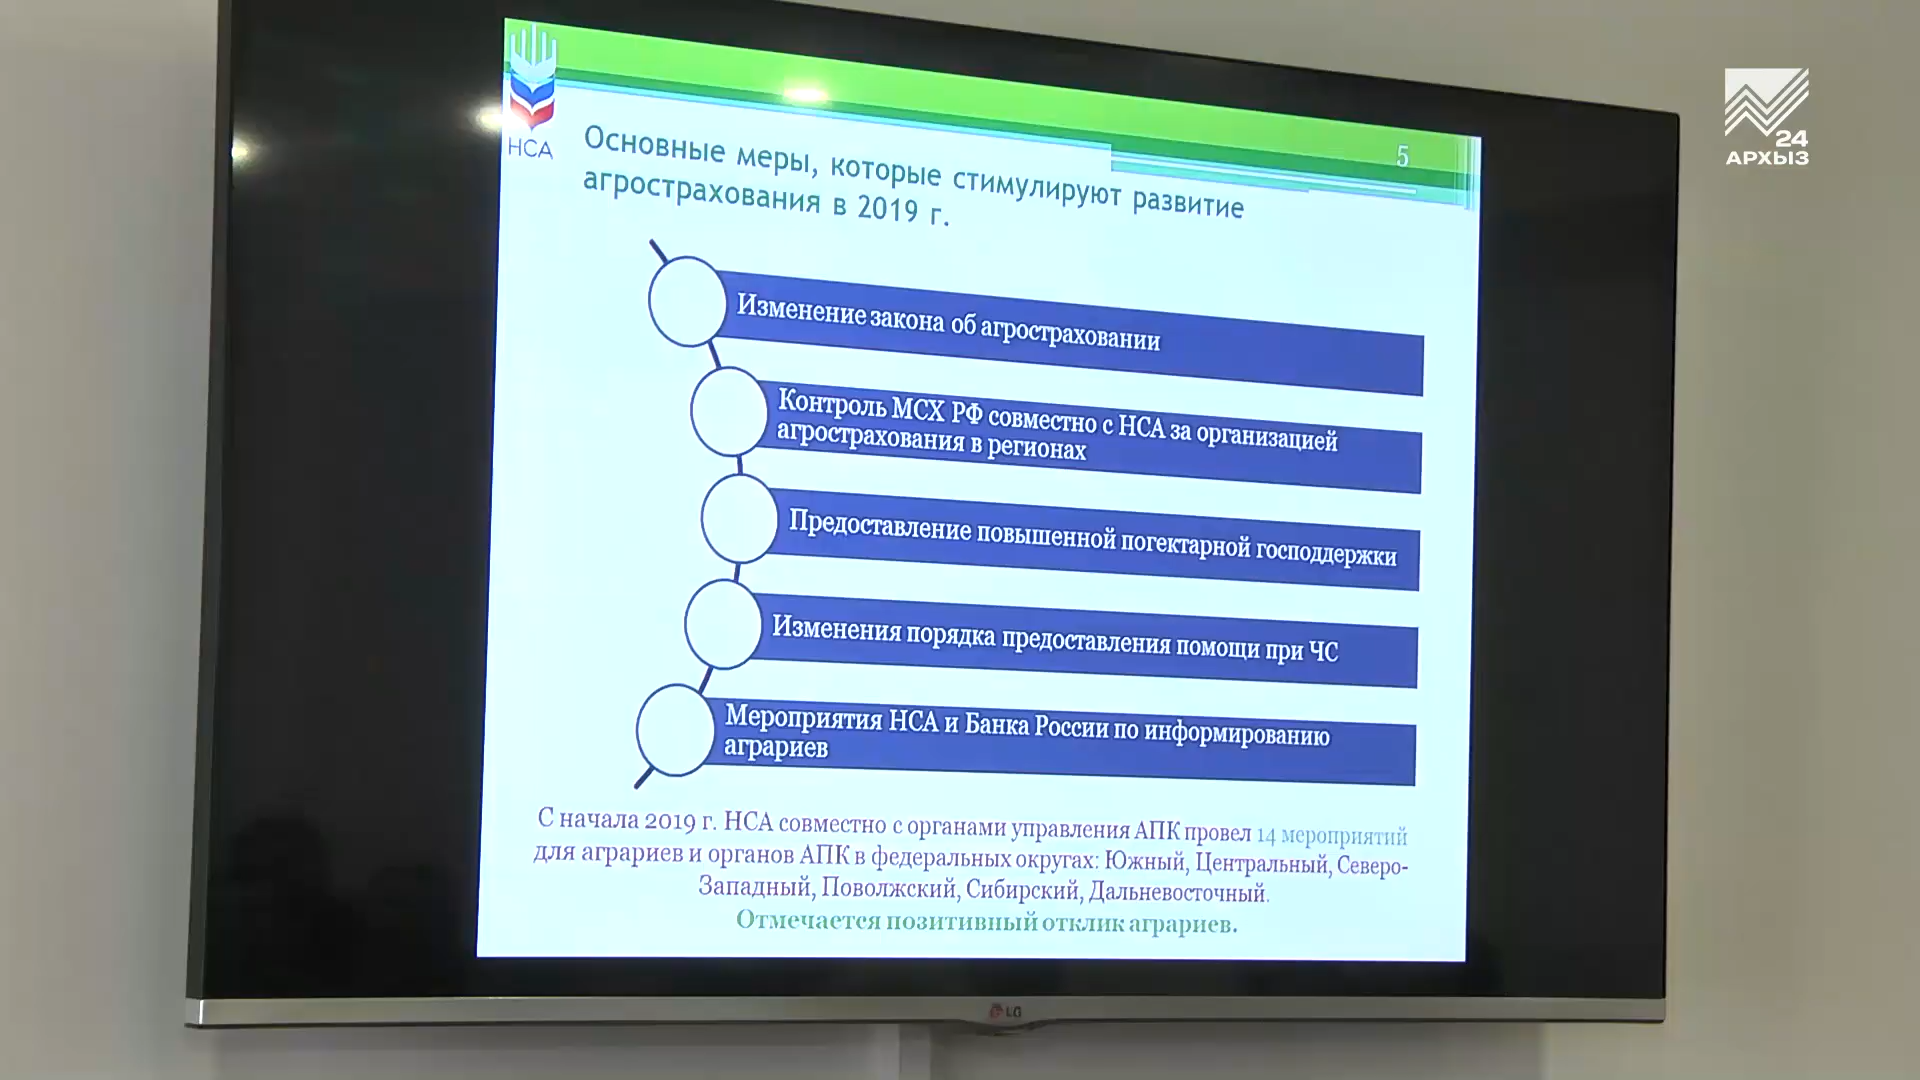 НСА
5
Основные меры, которые стимулируют развитие
агрострахования в 2019 г.
Изменение закона об агростраховании
Контроль МСХ РФ совместно с НСА за организацией
агрострахования в регионах
Предоставление повышенной погектарной господдержки
Изменения порядка предоставления помощи при ЧС
Мероприятия НСА и Банка России по информированию
аграриев
С начала 2019 г. НСА совместно с органами управления АПК провел 14 мероприятий
для аграриев и органов АПК в федеральных округах: Южный, Центральный, Северо-
Западный, Поволжский, Сибирский, Дальневосточный.
Отмечается позитивный отклик аграриев.
LG
24
АРХЫЗ